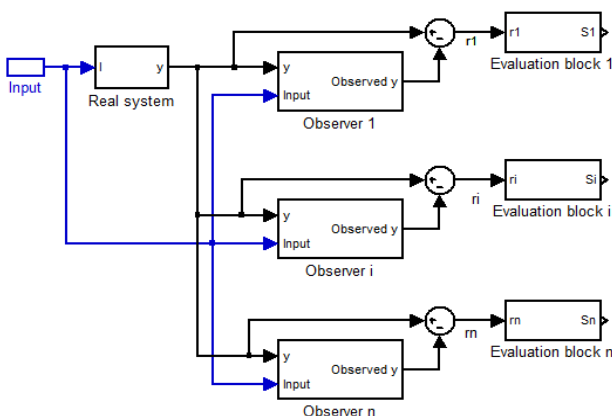 r1
r1 S1
Evaluation block 1
I y
Real system
Input
y
Observed y
Input
Observer 1
ri
ri Si
Evaluation block i
y
Observed y
Input
Observer i
rn
rn Sn
Evaluation block n
y
Observed y
Input
Observer n